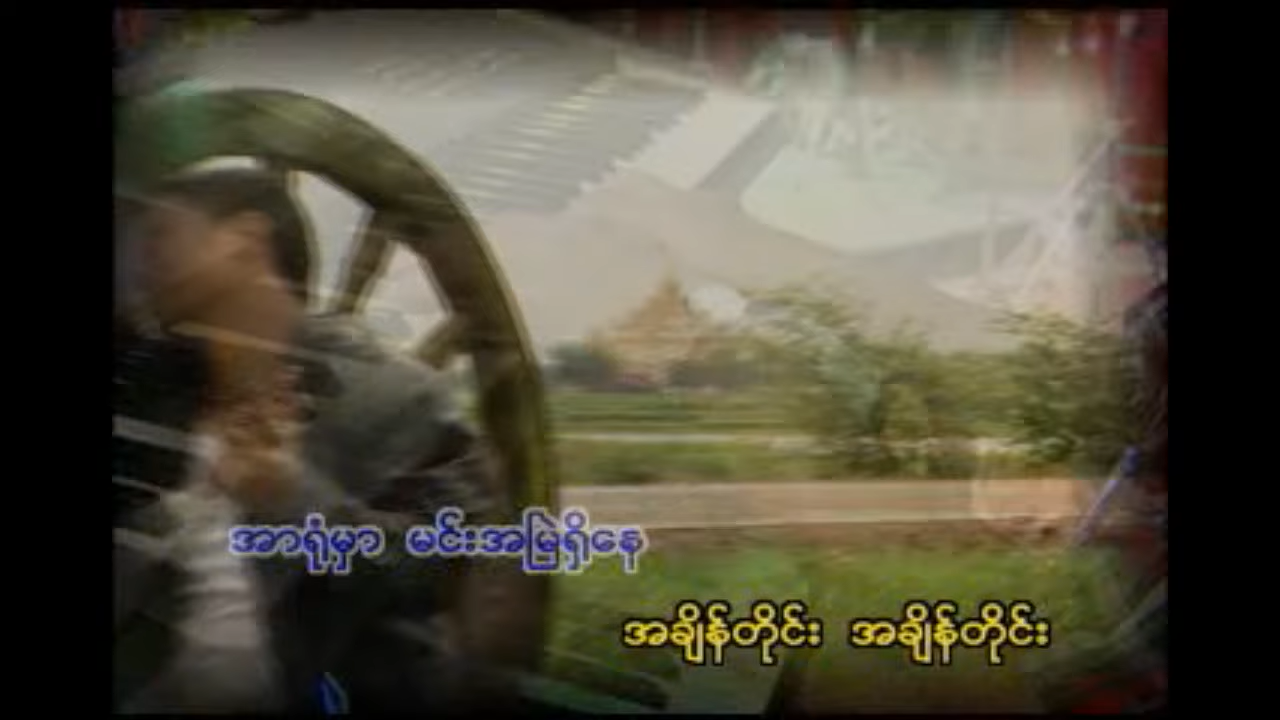 အာရုံမှာ မင်းအမြဲရှိနေ
အချိန်တိုင်း အချိန်တိုင်း